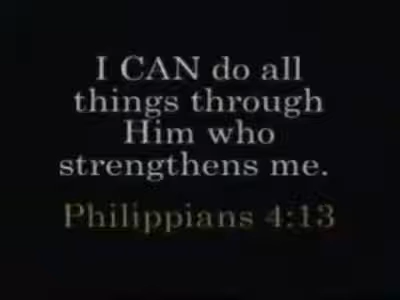 I CAN do all
things through
Him who
strengthens me.
Philippians 4:13